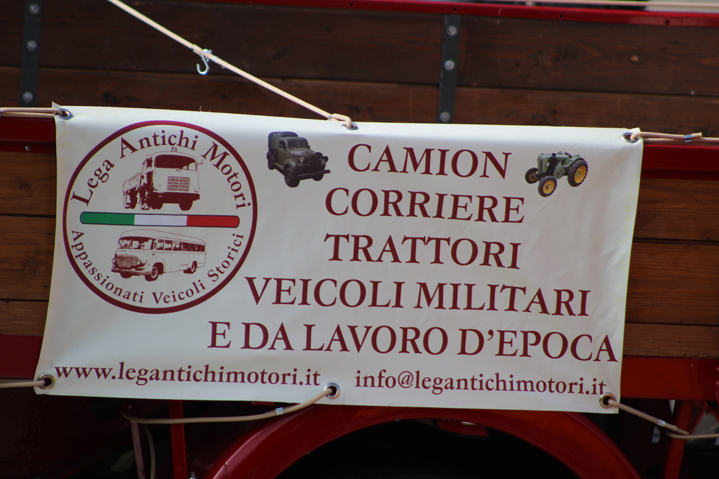 Lega Antichi Motori
Appassionati Veicoli Storici
CAMION
CORRIERE
TRATTORI
VEICOLI MILITARI
E DA LAVORO D'EPOCA
www.legantichimotori.it info@legantichimotori.it